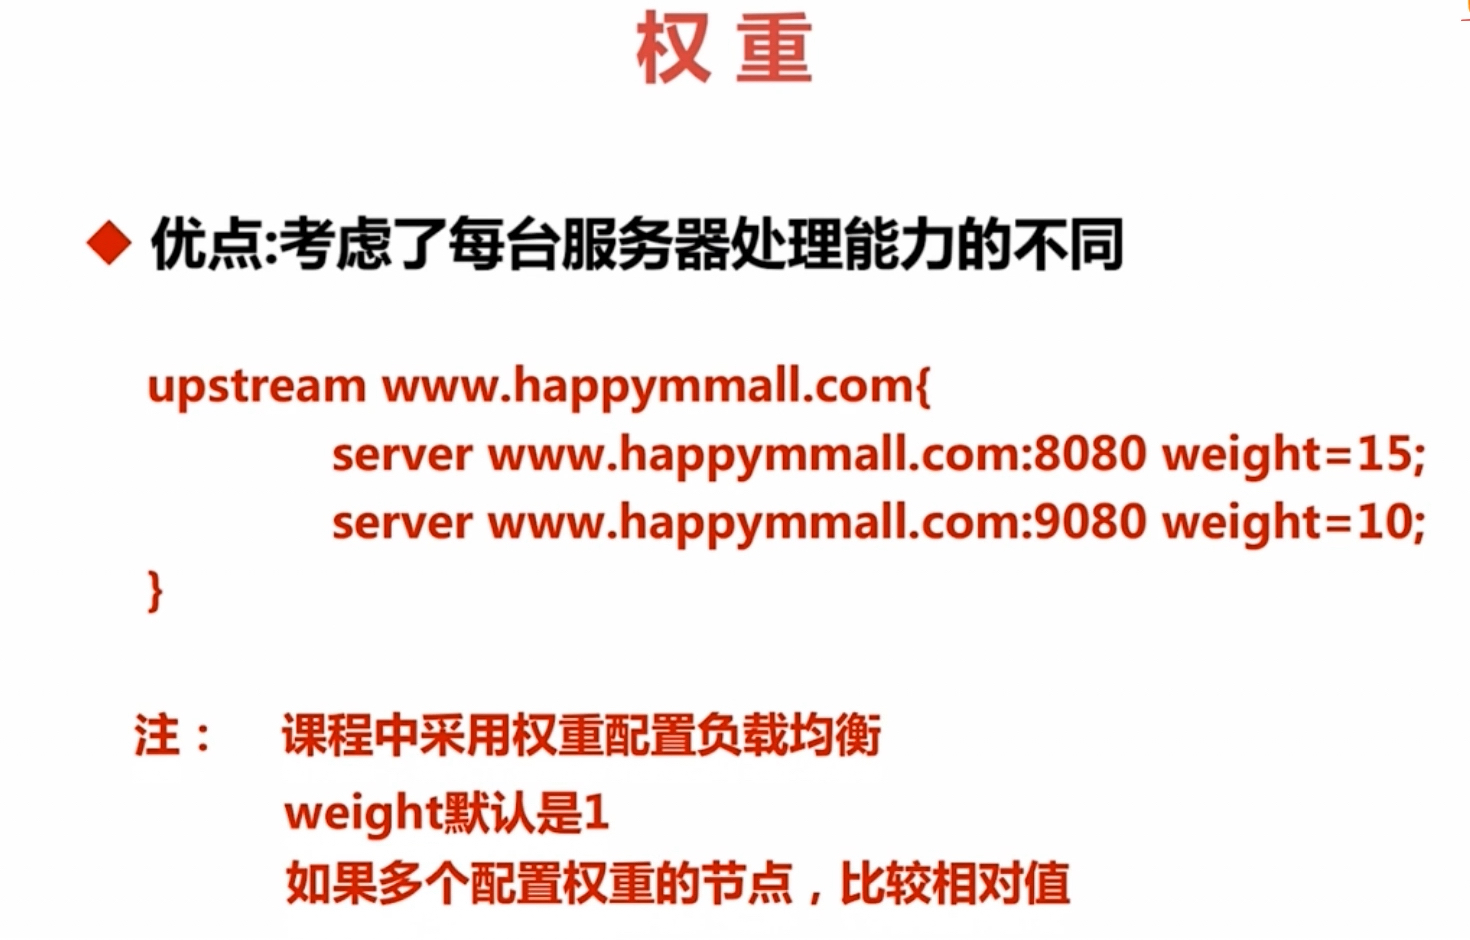 权 重
优点:考虑了每台服务器处理能力的不同
upstream www.happymmall.com{
server www.happymmall.com:8080 weight=15;
server www.happymmall.com:9080 weight=10;
}
注： 课程中采用权重配置负载均衡
weight默认是1
如果多个配置权重的节点，比较相对值